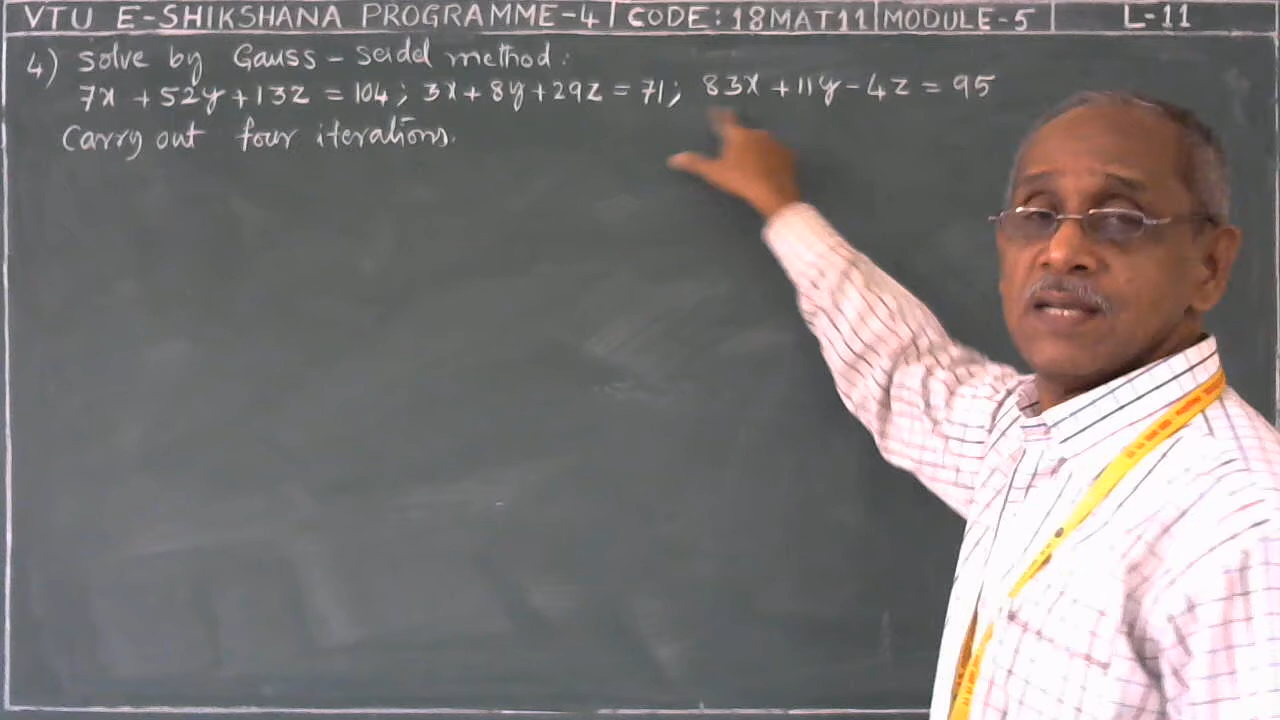 VTU E-SHIKSHANA PROGRAMME-4 | CODE: 18MAT11 | MODULE-5 | L-11
4) Solve by Gauss - Seidel method:
7x + 52y + 13z = 104 ; 3x + 8y + 29z = 71 ; 83x + 11y - 4z = 95
Carry out four iterations.